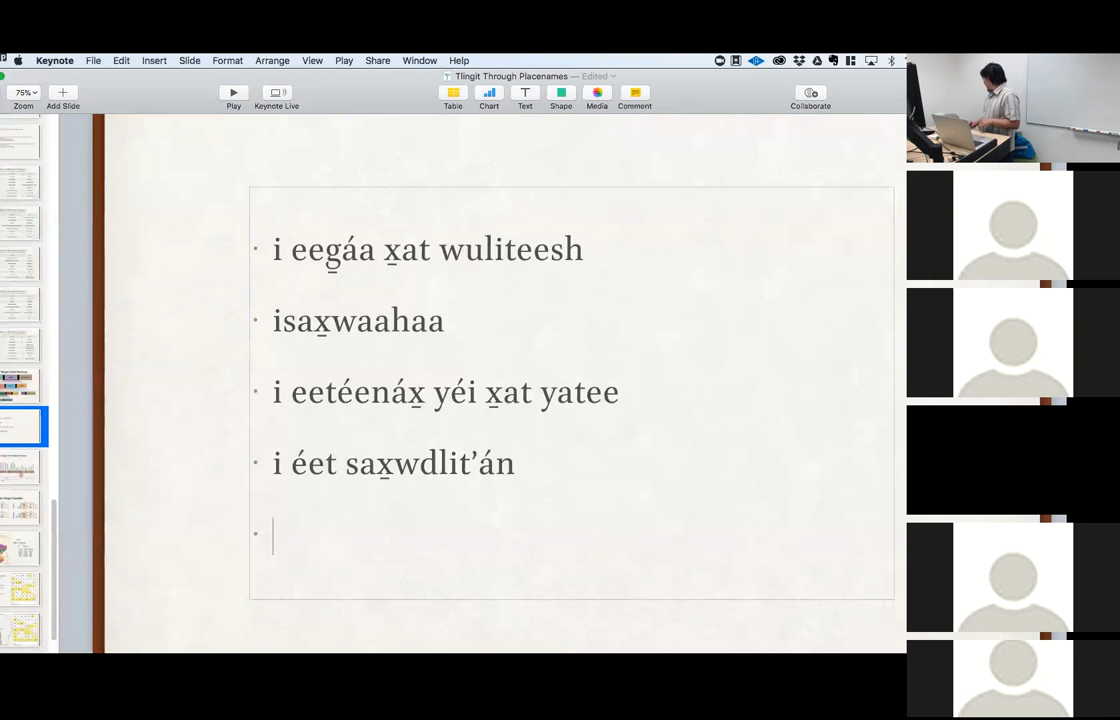 Keynote File Edit Insert Slide Format Arrange View Play Share Window Help
Tlingit Through Placenames — Edited
75%
Zoom Add Slide Play Keynote Live Table Chart Text Shape Media Comment Collaborate
i eeg̲áa x̲at wuliteesh
isax̲waahaa
i eetéenáx̲ yéi x̲at yatee
i éet sax̲wdlit’án